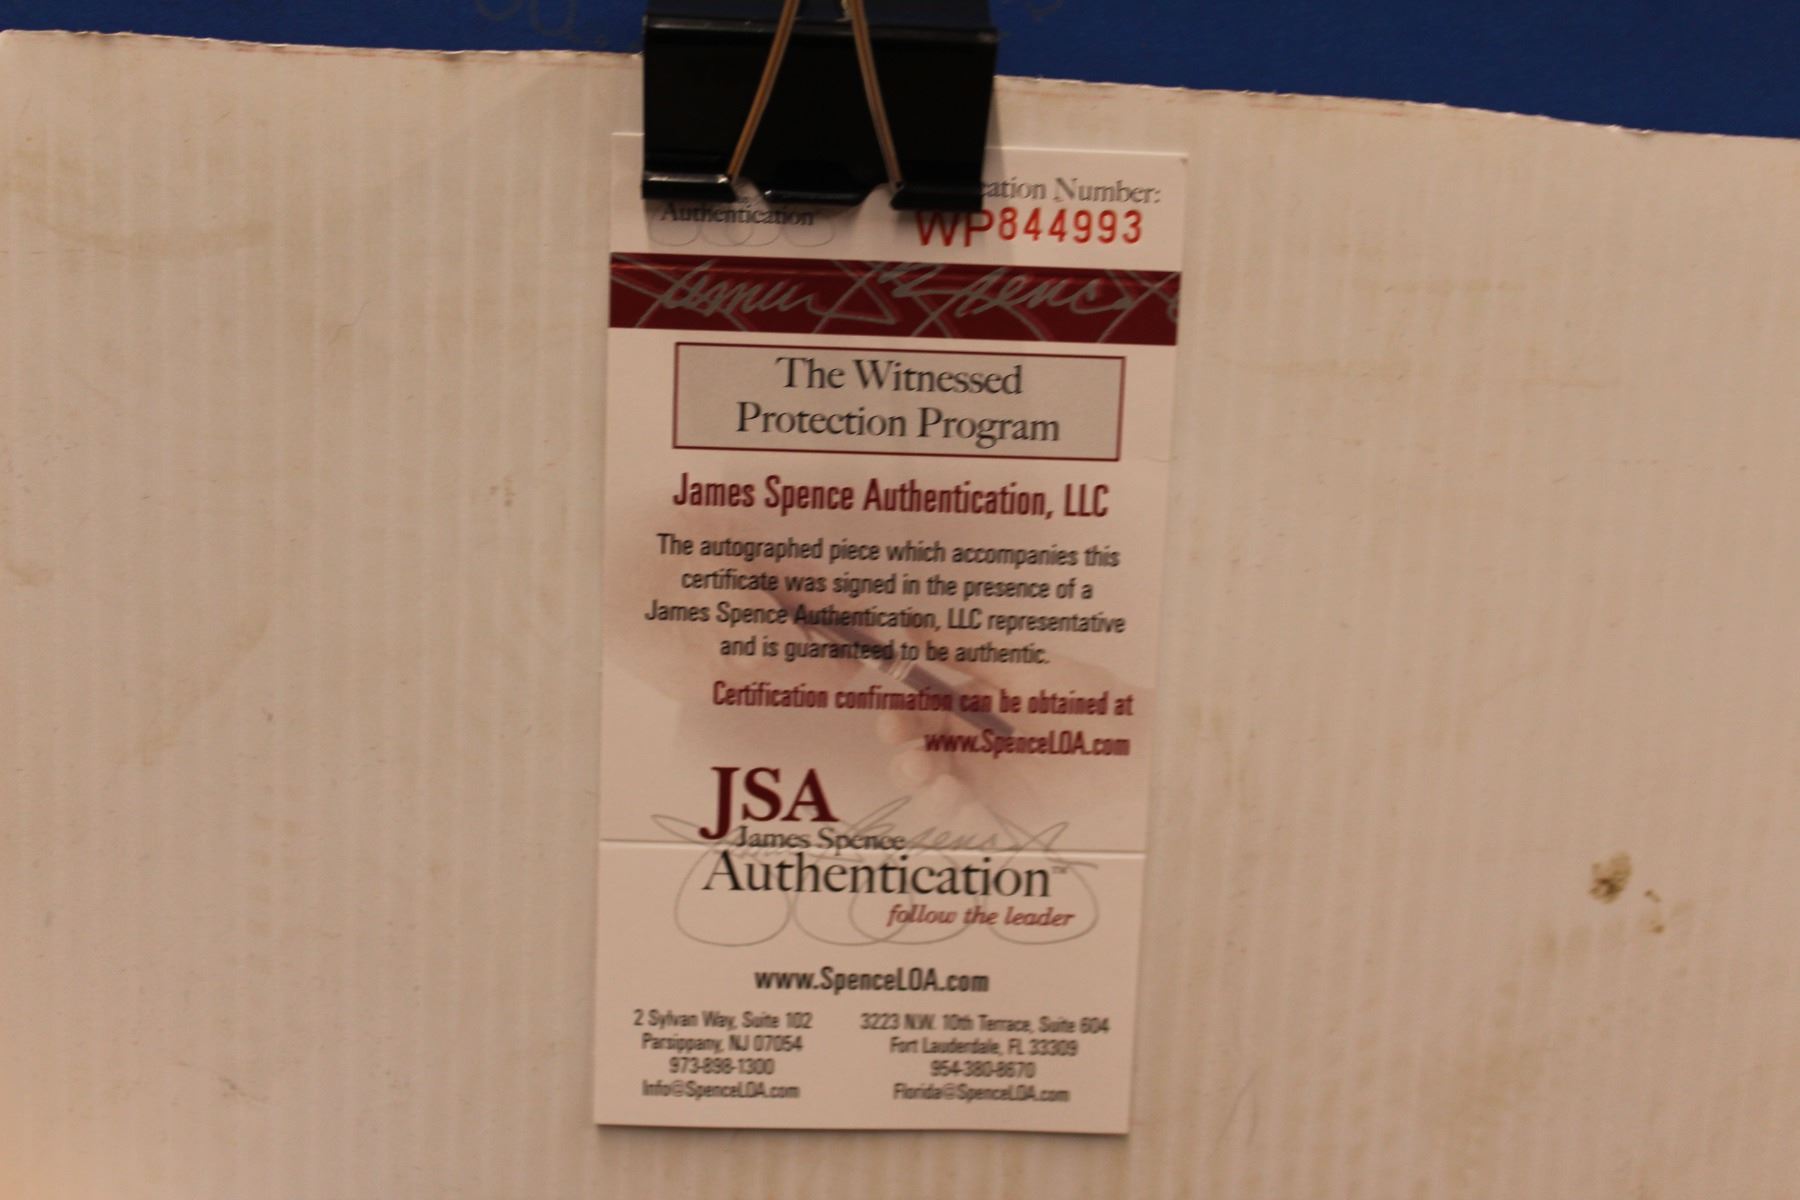 Number:
Authentication
WP844993
The Witnessed
Protection Program
James Spence Authentication, LLC
The autographed piece which accompanies this
certificate was signed in the presence of a
James Spence Authentication, LLC representative
and is guaranteed to be authentic.
Certification confirmation can be obtained at
www.SpenceLOA.com
JSA
James Spence
Authentication™
follow the leader
www.SpenceLOA.com
2 Sylvan Way, Suite 102
Parsippany, NJ 07054
973-898-1300
Info@SpenceLOA.com
3223 N.W. 10th Terrace, Suite 604
Fort Lauderdale, FL 33309
954-380-8670
Florida@SpenceLOA.com